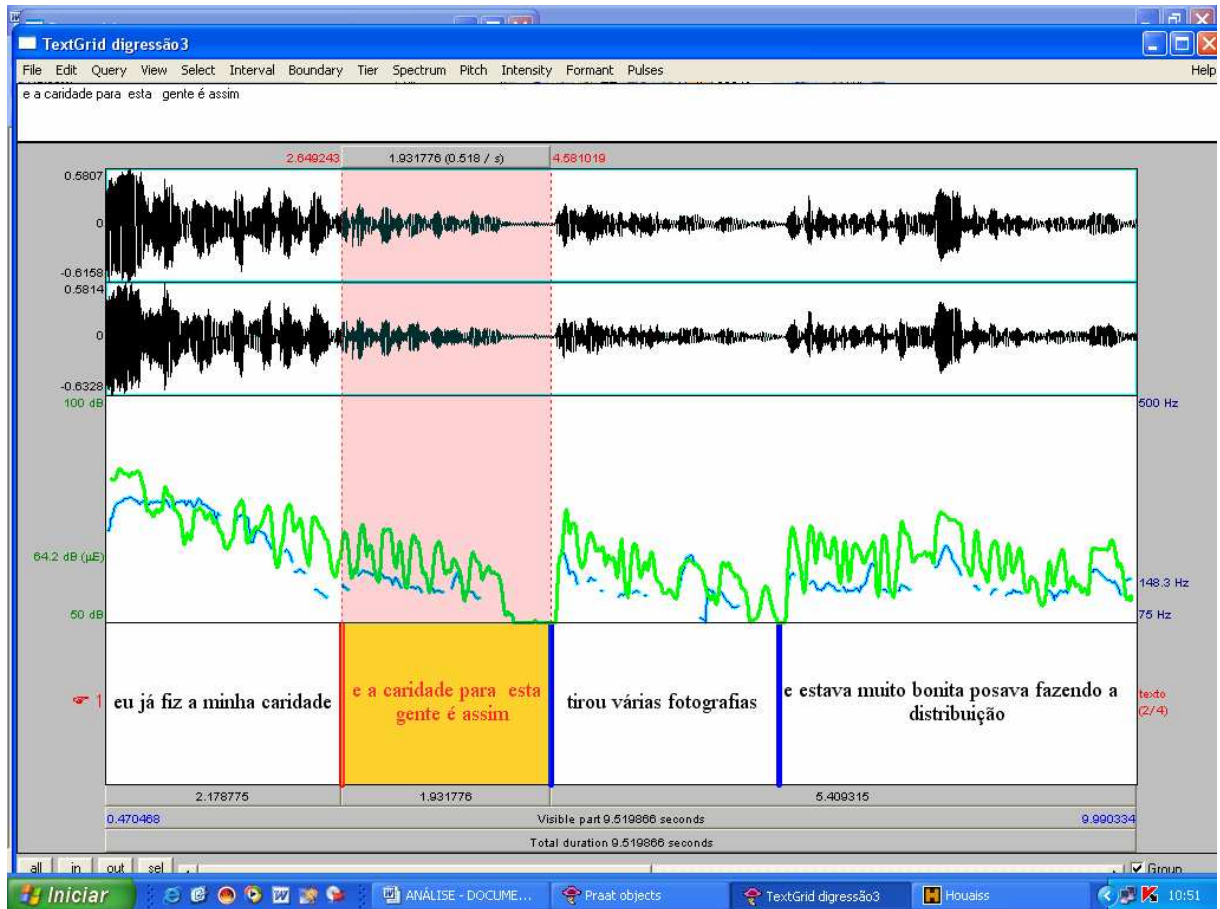 TextGrid digressão3
File Edit Query View Select Interval Boundary Tier Spectrum Pitch Intensity Formant Pulses Help
e a caridade para esta gente é assim
2.649243 1.931776 (0.518 / s) 4.581019
0.5807
0
-0.6158
0.5814
0
-0.6328
100 dB 500 Hz
64.2 dB (µE) 148.3 Hz
50 dB 75 Hz
1 eu já fiz a minha caridade
e a caridade para esta
gente é assim
tirou várias fotografias
e estava muito bonita posava fazendo a
distribuição
texto
(2/4)
2.178775 1.931776 5.409315
0.470468 Visible part 9.519866 seconds 9.990334
Total duration 9.519866 seconds
all in out sel Group
Iniciar ANÁLISE - DOCUME... Praat objects TextGrid digressão3 Houaiss 10:51